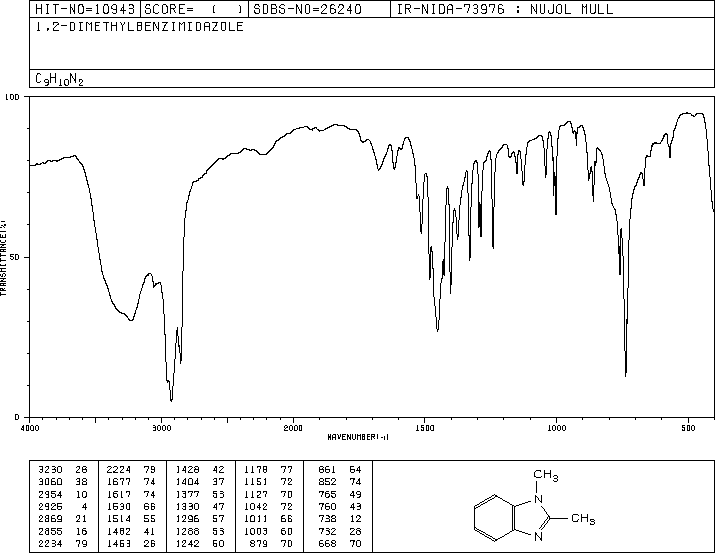 HIT-NO=10943 SCORE= ( ) SDBS-NO=26240 IR-NIDA-73976 : NUJOL MULL
1,2-DIMETHYLBENZIMIDAZOLE
C9H10N2
100
50
0
TRANSMITTANCE(%)
4000 3000 2000 1500 1000 500
WAVENUMBER(-1)
3230 28 2224 79 1428 42 1178 77 861 64
3060 38 1677 74 1404 37 1151 72 852 74
2954 10 1617 74 1377 53 1127 70 765 49
2925 4 1530 66 1330 47 1042 72 760 43
2869 21 1514 55 1296 57 1011 66 738 12
2855 16 1482 41 1288 53 1003 60 732 28
2234 79 1453 26 1242 50 879 70 668 70
CH3
N
CH3
N